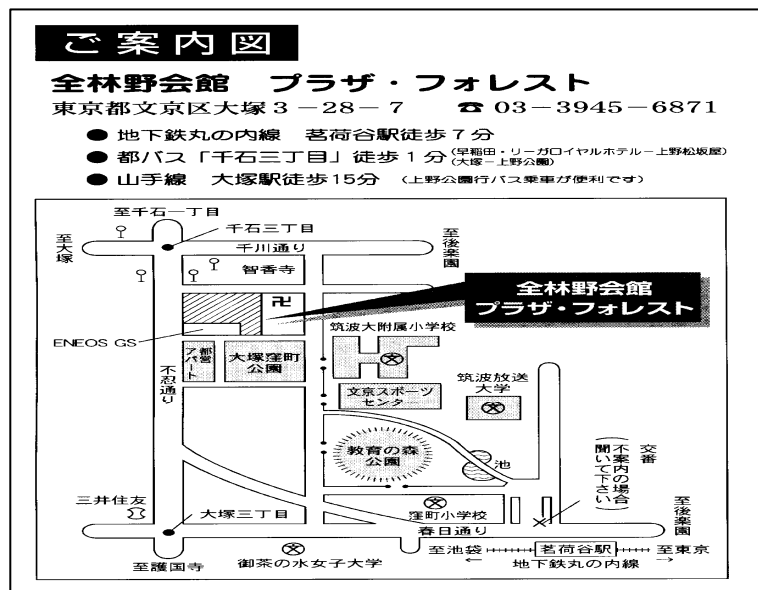 ご案内図
全林野会館 プラザ・フォレスト
東京都文京区大塚3-28-7 ☎ 03-3945-6871
● 地下鉄丸の内線 茗荷谷駅徒歩7分
● 都バス「千石三丁目」徒歩1分(早稲田・リーガロイヤルホテル-上野松坂屋)
(大塚-上野公園)
● 山手線 大塚駅徒歩15分 (上野公園行バス乗車が便利です)
至千石一丁目
千石三丁目
至大塚
千川通り
至後楽園
智香寺
卍
全林野会館
プラザ・フォレスト
ENEOS GS
筑波大附属小学校
都営アパート
大塚窪町
公園
不忍通り
文京スポーツ
センタ
筑波放送
大学
教育の森
公園
池
交番
(不案内の場合
聞いて下さい)
三井住友
大塚三丁目
窪町小学校
春日通り
至後楽園
至護国寺
御茶の水女子大学
至池袋
茗荷谷駅
至東京
地下鉄丸の内線